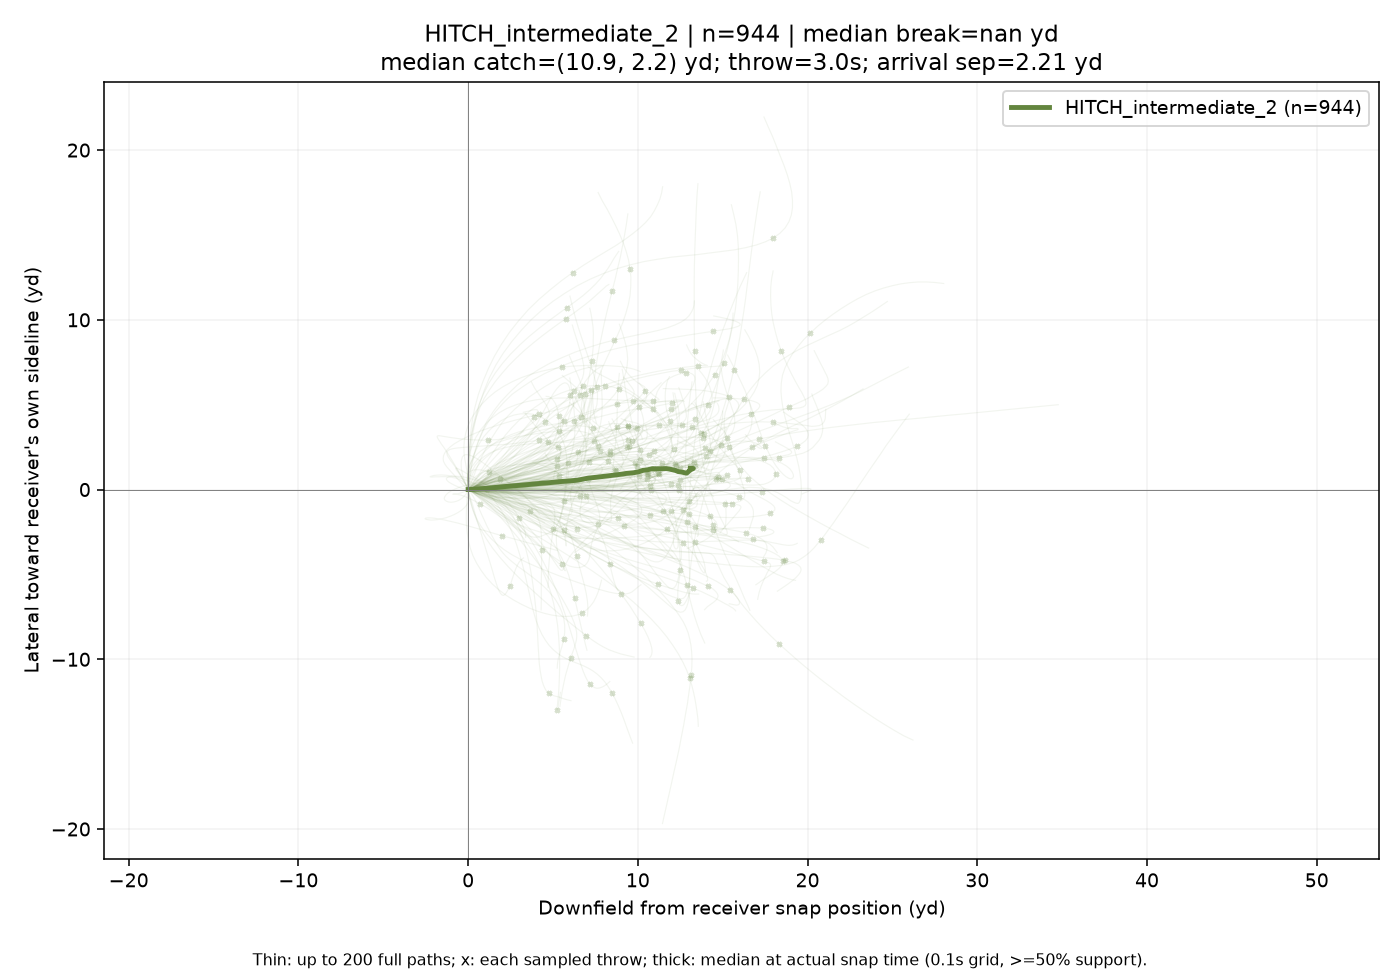 HITCH_intermediate_2 | n=944 | median break=nan yd
median catch=(10.9, 2.2) yd; throw=3.0s; arrival sep=2.21 yd
HITCH_intermediate_2 (n=944)
Lateral toward receiver's own sideline (yd)
20
10
0
−10
−20
−20
−10
0
10
20
30
40
50
Downfield from receiver snap position (yd)
Thin: up to 200 full paths; x: each sampled throw; thick: median at actual snap time (0.1s grid, >=50% support).